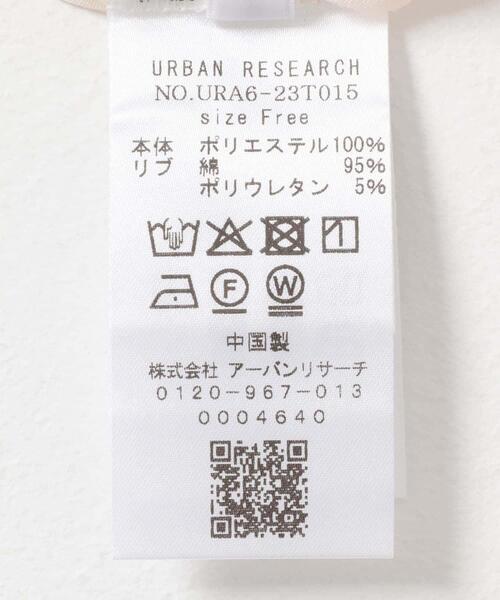 URBAN RESEARCH
NO.URA6-23T015
size Free
本体 ポリエステル100%
リブ 綿 95%
ポリウレタン 5%
F W
中国製
株式会社 アーバンリサーチ
0120-967-013
0004640